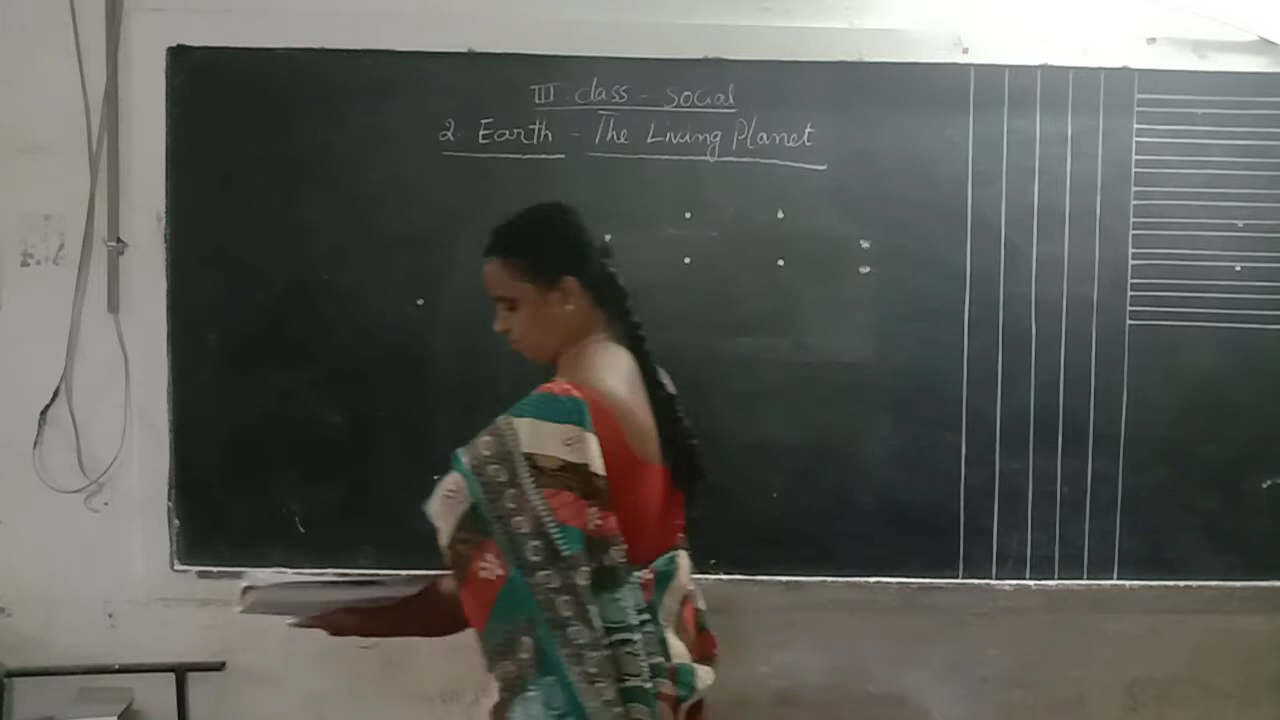 III class - Social
2. Earth - The Living Planet